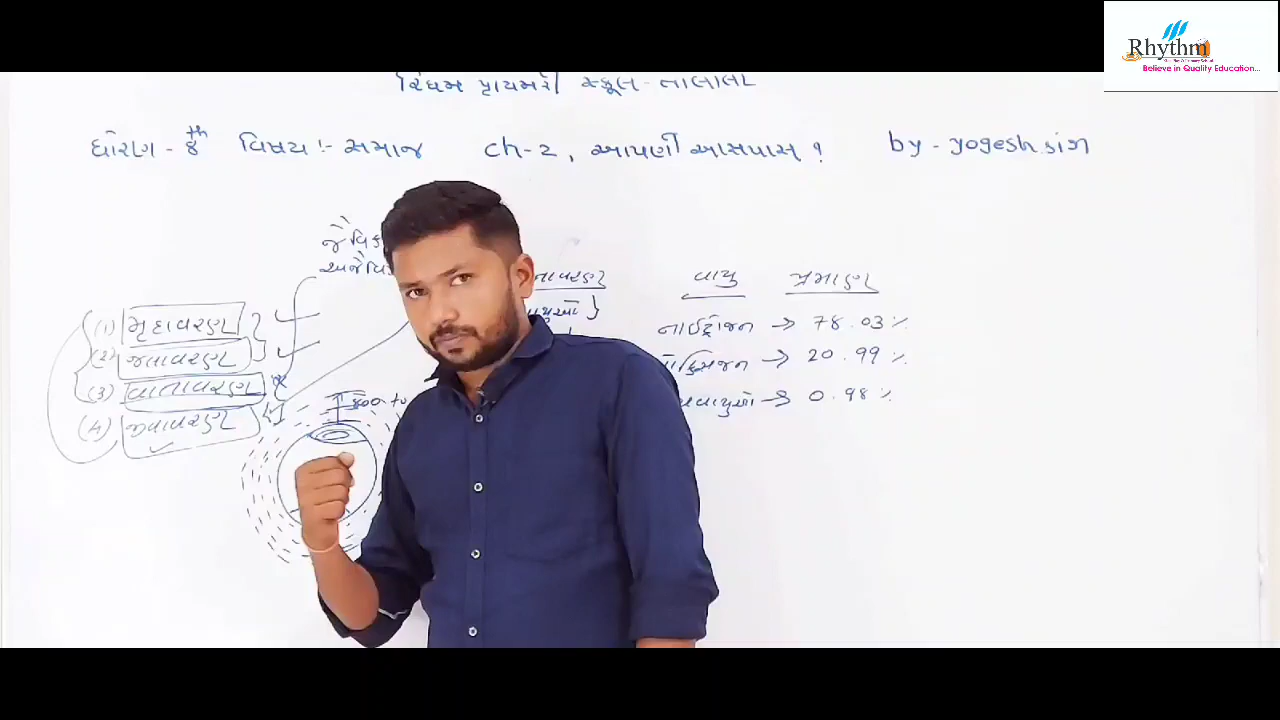 Rhythm
Believe in Quality Education...
રિધમ પ્રાયમરી સ્કૂલ - તાલાલા
ધોરણ - 8th વિષય :- સમાજ ch-2, આપણી આસપાસ ? by - yogesh sir
(1) મૃદાવરણ
(2) જલાવરણ
(3) વાતાવરણ
(4) જીવાવરણ
વાયુ પ્રમાણ
નાઈટ્રોજન → 78.03 %
20.99 %
0.98 %